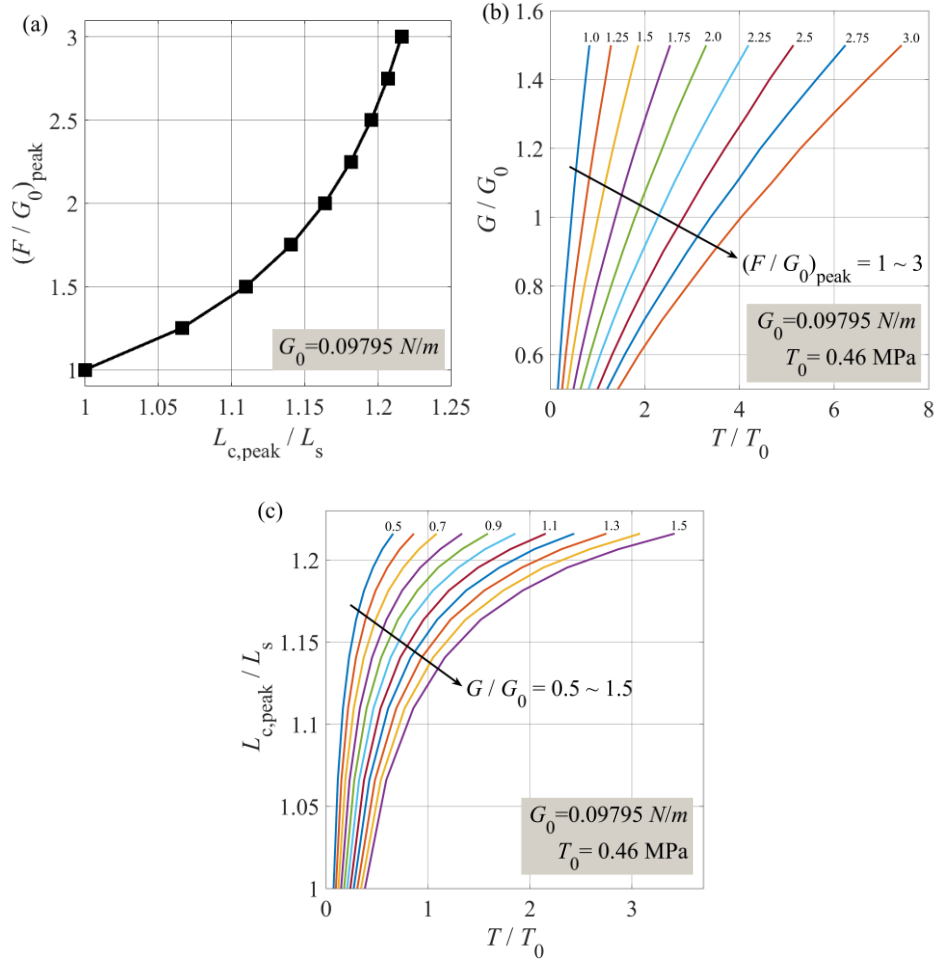 (a)
3
2.5
2
1.5
1
(F / G0)peak
G0=0.09795 N/m
1 1.05 1.1 1.15 1.2 1.25
Lc,peak / Ls
(b)
1.6
1.4
1.2
1
0.8
0.6
G / G0
1.0 1.25 1.5 1.75 2.0 2.25 2.5 2.75 3.0
(F / G0)peak = 1 ~ 3
G0=0.09795 N/m
T0= 0.46 MPa
0 2 4 6 8
T / T0
(c)
1.2
1.15
1.1
1.05
1
Lc,peak / Ls
0.5 0.7 0.9 1.1 1.3 1.5
G / G0 = 0.5 ~ 1.5
G0=0.09795 N/m
T0= 0.46 MPa
0 1 2 3
T / T0